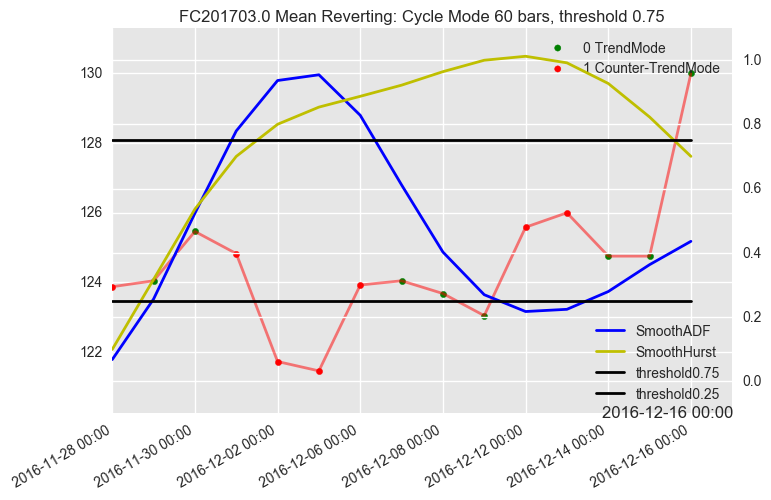 FC201703.0 Mean Reverting: Cycle Mode 60 bars, threshold 0.75
0 TrendMode
1 Counter-TrendMode
130
128
126
124
122
1.0
0.8
0.6
0.4
0.2
0.0
SmoothADF
SmoothHurst
threshold0.75
threshold0.25
2016-12-16 00:00
2016-11-28 00:00
2016-11-30 00:00
2016-12-02 00:00
2016-12-06 00:00
2016-12-08 00:00
2016-12-12 00:00
2016-12-14 00:00
2016-12-16 00:00